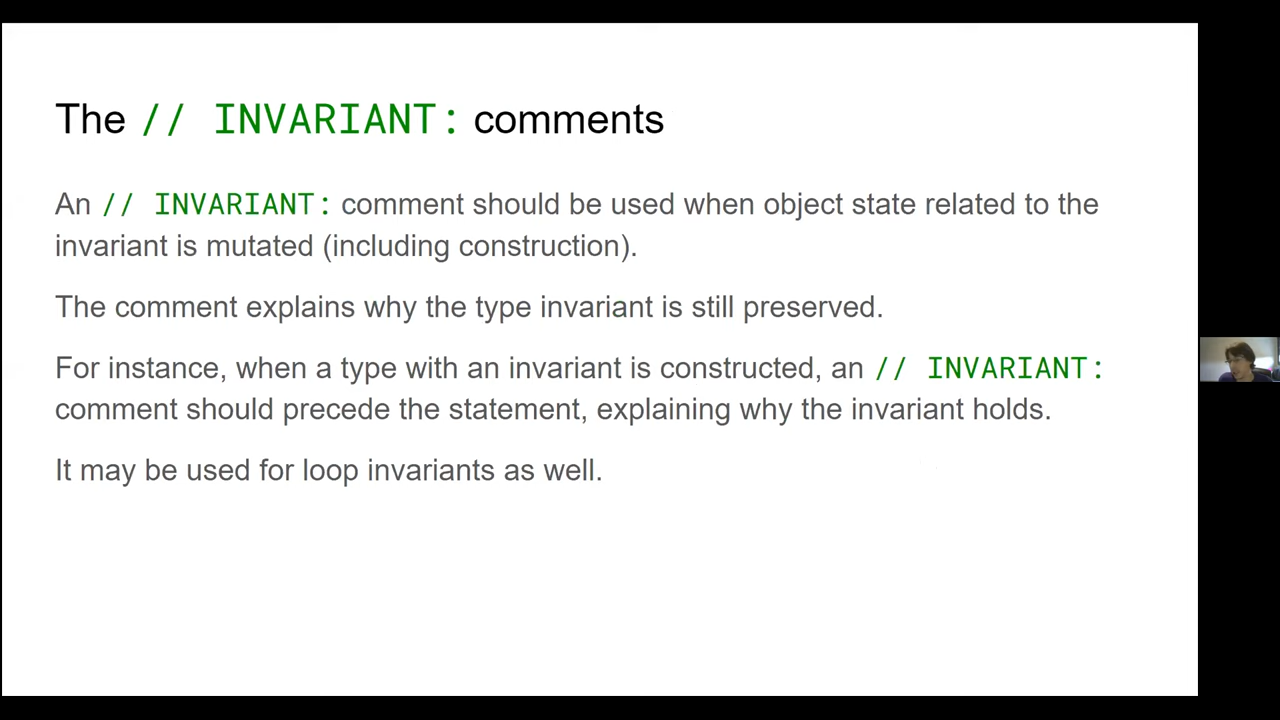 The // INVARIANT: comments
An // INVARIANT: comment should be used when object state related to the
invariant is mutated (including construction).
The comment explains why the type invariant is still preserved.
For instance, when a type with an invariant is constructed, an // INVARIANT:
comment should precede the statement, explaining why the invariant holds.
It may be used for loop invariants as well.